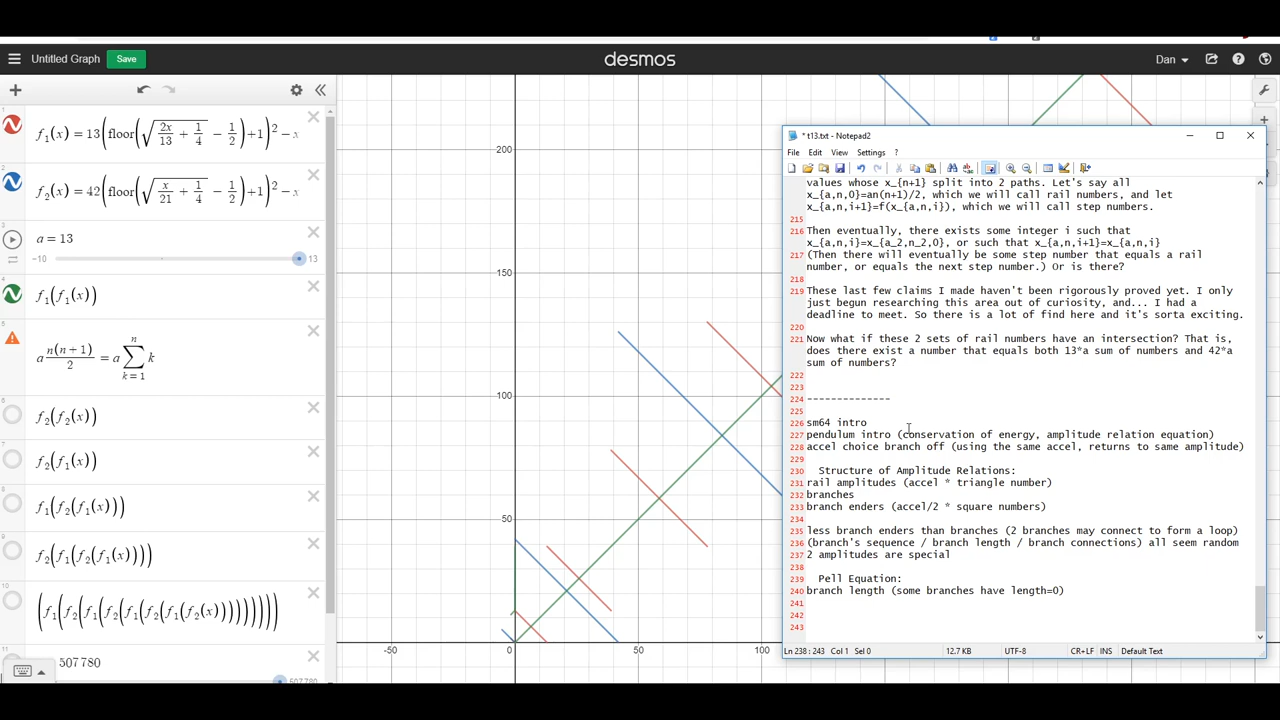 Untitled Graph
Save
desmos
Dan
1
f₁(x) = 13(floor(√(2x/13 + 1/4) − 1/2)+1)² − x
2
f₂(x) = 42(floor(√(x/21 + 1/4) − 1/2)+1)² − x
3
a = 13
-10
13
4
f₁(f₁(x))
5
a n(n + 1)/2 = a ∑ k
n
k = 1
6
f₂(f₂(x))
7
f₂(f₁(x))
8
f₁(f₂(f₁(x)))
9
f₂(f₁(f₂(f₁(x))))
10
11
507 780
507 780
200
150
100
50
-50
0
50
100
* t13.txt - Notepad2
File Edit View Settings ?
values whose x_{n+1} split into 2 paths. Let's say all
x_{a,n,0}=an(n+1)/2, which we will call rail numbers, and let
x_{a,n,i+1}=f(x_{a,n,i}), which we will call step numbers.
215
216 Then eventually, there exists some integer i such that
x_{a,n,i}=x_{a_2,n_2,0}, or such that x_{a,n,i+1}=x_{a,n,i}
217 (Then there will eventually be some step number that equals a rail
number, or equals the next step number.) Or is there?
218
219 These last few claims I made haven't been rigorously proved yet. I only
just begun researching this area out of curiosity, and... I had a
deadline to meet. So there is a lot of find here and it's sorta exciting.
220
221 Now what if these 2 sets of rail numbers have an intersection? That is,
does there exist a number that equals both 13*a sum of numbers and 42*a
sum of numbers?
222
223
224 --------------
225
226 sm64 intro
227 pendulum intro (conservation of energy, amplitude relation equation)
228 accel choice branch off (using the same accel, returns to same amplitude)
229
230 Structure of Amplitude Relations:
231 rail amplitudes (accel * triangle number)
232 branches
233 branch enders (accel/2 * square numbers)
234
235 less branch enders than branches (2 branches may connect to form a loop)
236 (branch's sequence / branch length / branch connections) all seem random
237 2 amplitudes are special
238
239 Pell Equation:
240 branch length (some branches have length=0)
241
242
243
Ln 238 : 243 Col 1 Sel 0
12.7 KB
UTF-8
CR+LF
INS
Default Text